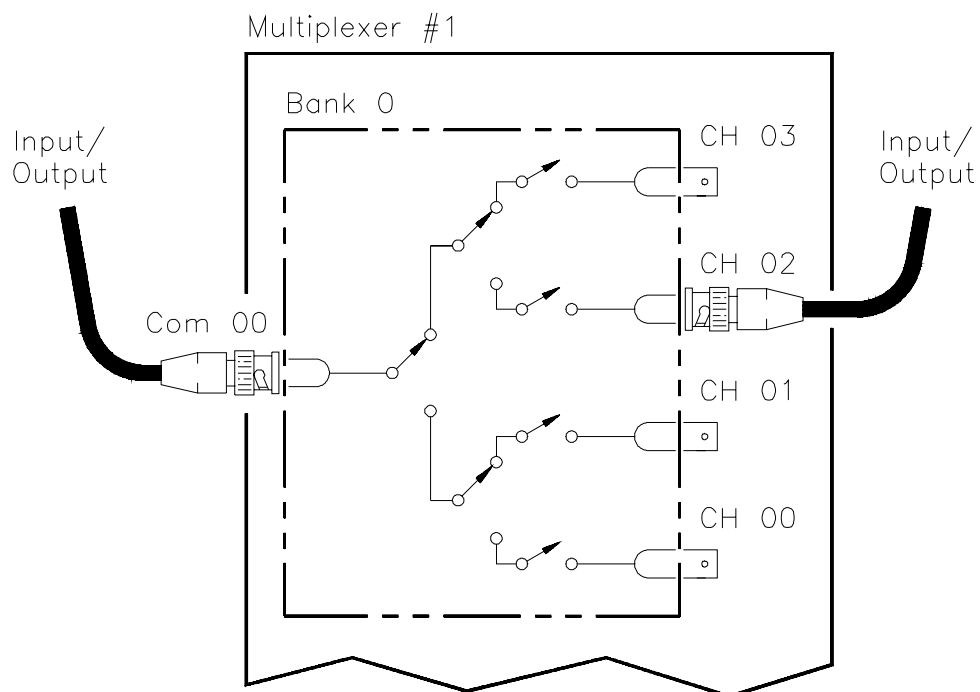 Multiplexer #1
Bank 0
Input/
Output
CH 03
Input/
Output
CH 02
Com 00
CH 01
CH 00